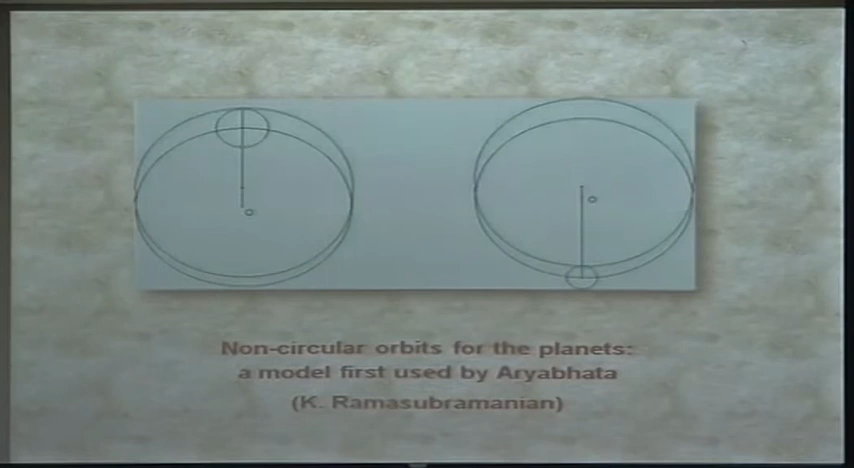 O
O
Non-circular orbits for the planets:
a model first used by Aryabhata
(K. Ramasubramanian)